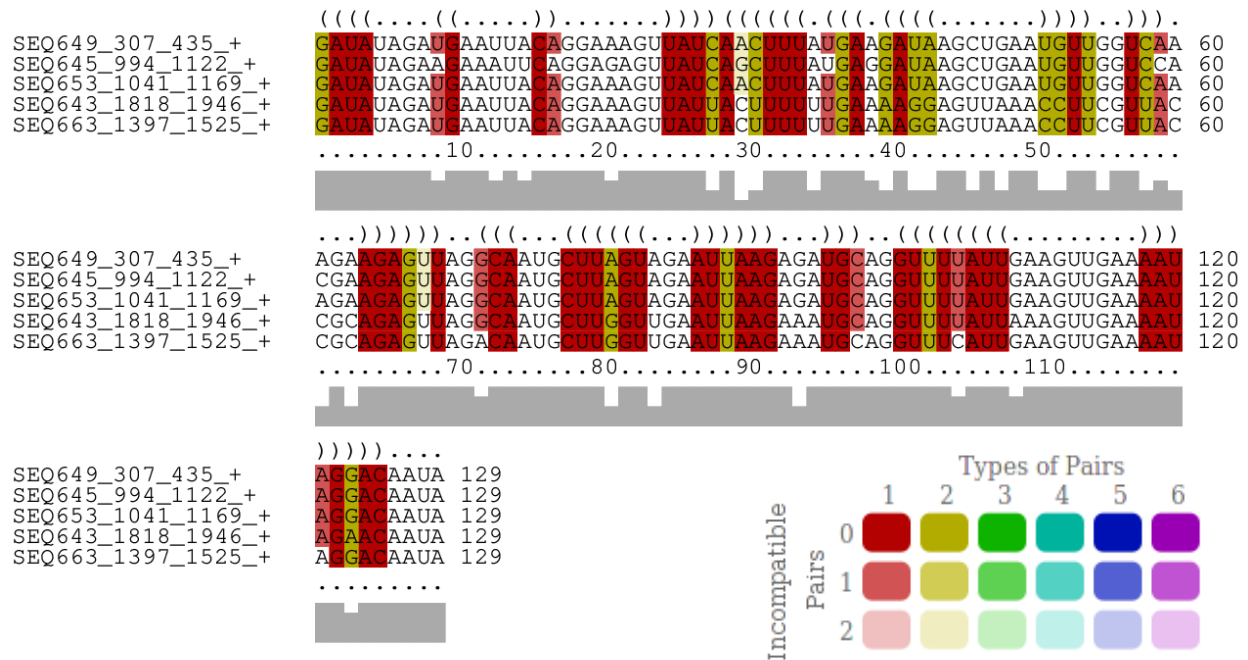 ((((....((.....)).......))))((((((.(((.((((.......))))..))).
SEQ649_307_435_+ GAUAUAGAUGAAUUACAGGAAAGUUAUCAACUUUAUGAAGAUAAGCUGAAUGUUGGUCAA 60
SEQ645_994_1122_+ GAUAUAGAAGAAAUUCAGGAGAGUUAUCAGCUUUAUGAGGAUAAGCUGAAUGUUGGUCCA 60
SEQ653_1041_1169_+ GAUAUAGAUGAAUUACAGGAAAGUUAUCAACUUUAUGAAGAUAAGCUGAAUGUUGGUCAA 60
SEQ643_1818_1946_+ GAUAUAGAUGAAUUACAGGAAAGUUAUUACUUUUUUGAAAAGGAGUUAAACCUUCGUUAC 60
SEQ663_1397_1525_+ GAUAUAGAUGAAUUACAGGAAAGUUAUUACUUUUUUGAAAAGGAGUUAAACCUUCGUUAC 60
.........10........20........30........40........50.........
...))))))..(((...((((((...))))))...)))..((((((((.........)))
SEQ649_307_435_+ AGAAGAGUUAGGCAAUGCUUAGUAGAAUUAAGAGAUGCAGGUUUUAUUGAAGUUGAAAAU 120
SEQ645_994_1122_+ CGAAGAGUUAGGCAAUGCUUAGUAGAAUUAAGAGAUGCAGGUUUUAUUGAAGUUGAAAAU 120
SEQ653_1041_1169_+ AGAAGAGUUAGGCAAUGCUUAGUAGAAUUAAGAGAUGCAGGUUUUAUUGAAGUUGAAAAU 120
SEQ643_1818_1946_+ CGCAGAGUUAGGCAAUGCUUGGUUGAAUUAAGAAAUGCAGGUUUUAUUAAAGUUGAAAAU 120
SEQ663_1397_1525_+ CGCAGAGUUAGACAAUGCUUGGUUGAAUUAAGAAAUGCAGGUUUCAUUGAAGUUGAAAAU 120
.........70........80........90........100.......110.........
)))))....
SEQ649_307_435_+ AGGACAAUA 129
SEQ645_994_1122_+ AGGACAAUA 129
SEQ653_1041_1169_+ AGGACAAUA 129
SEQ643_1818_1946_+ AGAACAAUA 129
SEQ663_1397_1525_+ AGGACAAUA 129
.........
Types of Pairs
1 2 3 4 5 6
Incompatible
Pairs
0
1
2